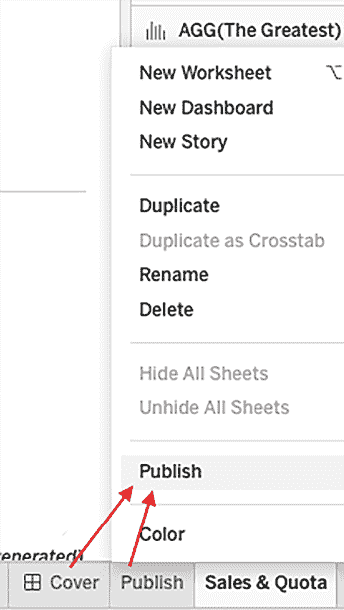 AGG(The Greatest)
New Worksheet ⌥
New Dashboard
New Story
Duplicate
Duplicate as Crosstab
Rename
Delete
Hide All Sheets
Unhide All Sheets
Publish
Color
enerated)
Cover Publish Sales & Quota